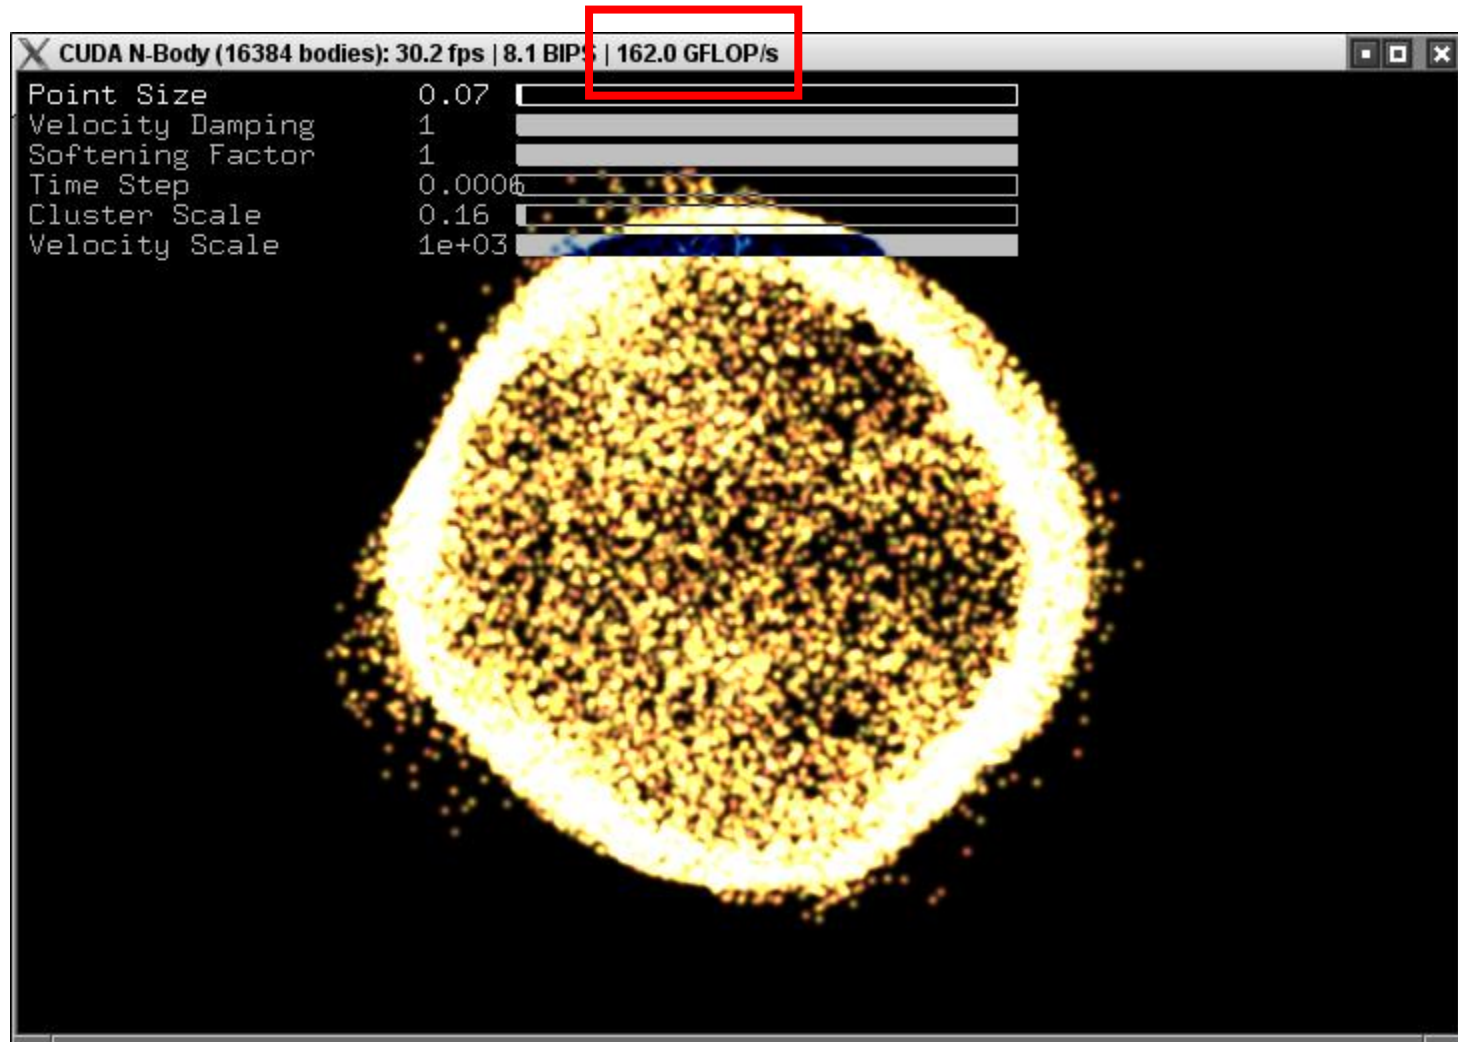 CUDA N-Body (16384 bodies): 30.2 fps | 8.1 BIPS | 162.0 GFLOP/s
Point Size 0.07
Velocity Damping 1
Softening Factor 1
Time Step 0.0006
Cluster Scale 0.16
Velocity Scale 1e+03